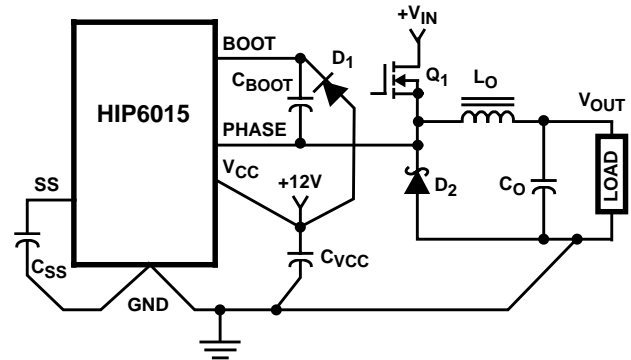 +VIN
BOOT
D1
CBOOT
Q1
LO
VOUT
HIP6015
PHASE
VCC
+12V
SS
D2
CO
LOAD
CSS
CVCC
GND